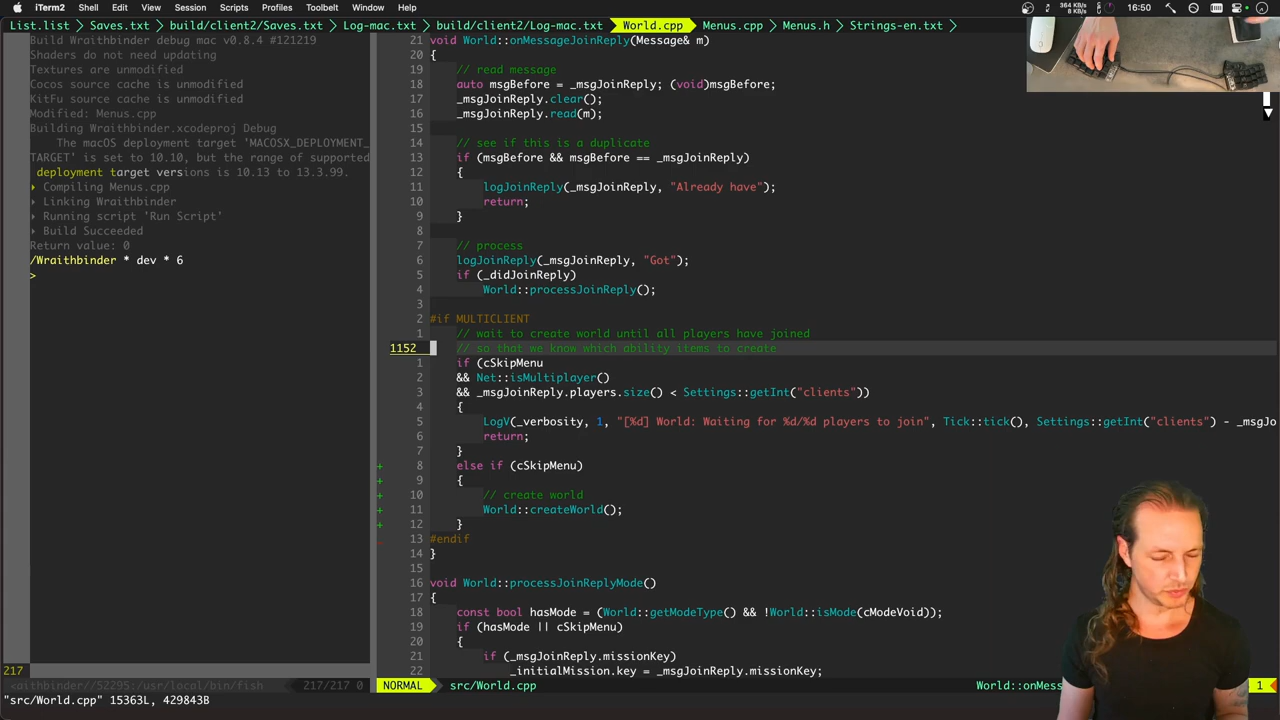 iTerm2 Shell Edit View Session Scripts Profiles Toolbelt Window Help
364 KB/s
8 KB/s
16:50
List.list > Saves.txt > build/client2/Saves.txt > Log-mac.txt > build/client2/Log-mac.txt World.cpp Menus.cpp > Menus.h > Strings-en.txt >
Build Wraithbinder debug mac v0.8.4 #121219
Shaders do not need updating
Textures are unmodified
Cocos source cache is unmodified
KitFu source cache is unmodified
Modified: Menus.cpp
Building Wraithbinder.xcodeproj Debug
The macOS deployment target 'MACOSX_DEPLOYMENT_
TARGET' is set to 10.10, but the range of supported
deployment target versions is 10.13 to 13.3.99.
Compiling Menus.cpp
Linking Wraithbinder
Running script 'Run Script'
Build Succeeded
Return value: 0
/Wraithbinder * dev * 6
>
217
21 void World::onMessageJoinReply(Message& m)
20 {
19 // read message
18 auto msgBefore = _msgJoinReply; (void)msgBefore;
17 _msgJoinReply.clear();
16 _msgJoinReply.read(m);
15
14 // see if this is a duplicate
13 if (msgBefore && msgBefore == _msgJoinReply)
12 {
11 logJoinReply(_msgJoinReply, "Already have");
10 return;
9 }
8
7 // process
6 logJoinReply(_msgJoinReply, "Got");
5 if (_didJoinReply)
4 World::processJoinReply();
3
2 #if MULTICLIENT
1 // wait to create world until all players have joined
1152 // so that we know which ability items to create
1 if (cSkipMenu
2 && Net::isMultiplayer()
3 && _msgJoinReply.players.size() < Settings::getInt("clients"))
4 {
5 LogV(_verbosity, 1, "[%d] World: Waiting for %d/%d players to join", Tick::tick(), Settings::getInt("clients") - _msgJo
6 return;
7 }
+ 8 else if (cSkipMenu)
+ 9 {
+ 10 // create world
+ 11 World::createWorld();
+ 12 }
_ 13 #endif
14 }
15
16 void World::processJoinReplyMode()
17 {
18 const bool hasMode = (World::getModeType() && !World::isMode(cModeVoid));
19 if (hasMode || cSkipMenu)
20 {
21 if (_msgJoinReply.missionKey)
22 _initialMission.key = _msgJoinReply.missionKey;
<aithbinder//52295:/usr/local/bin/fish 217/217 0 NORMAL src/World.cpp World::onMess 1
"src/World.cpp" 15363L, 429843B